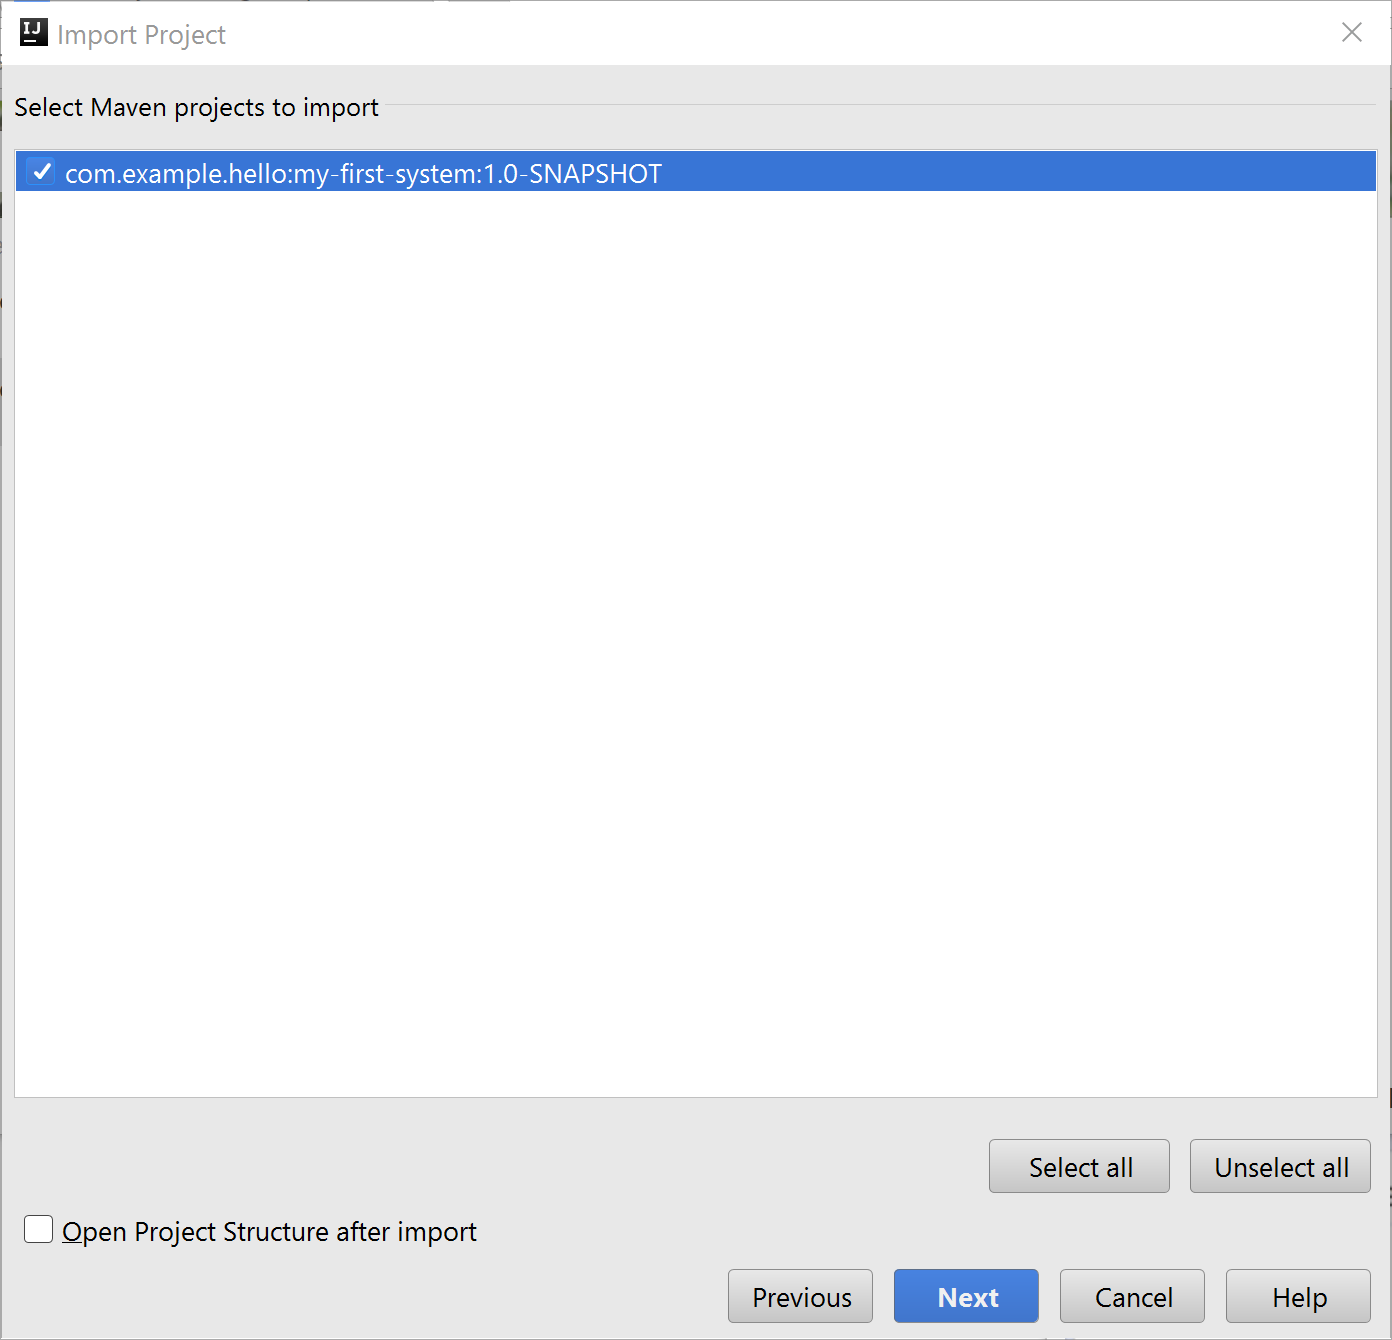 IJ
Import Project
Select Maven projects to import
com.example.hello:my-first-system:1.0-SNAPSHOT
Select all
Unselect all
Open Project Structure after import
Previous
Next
Cancel
Help